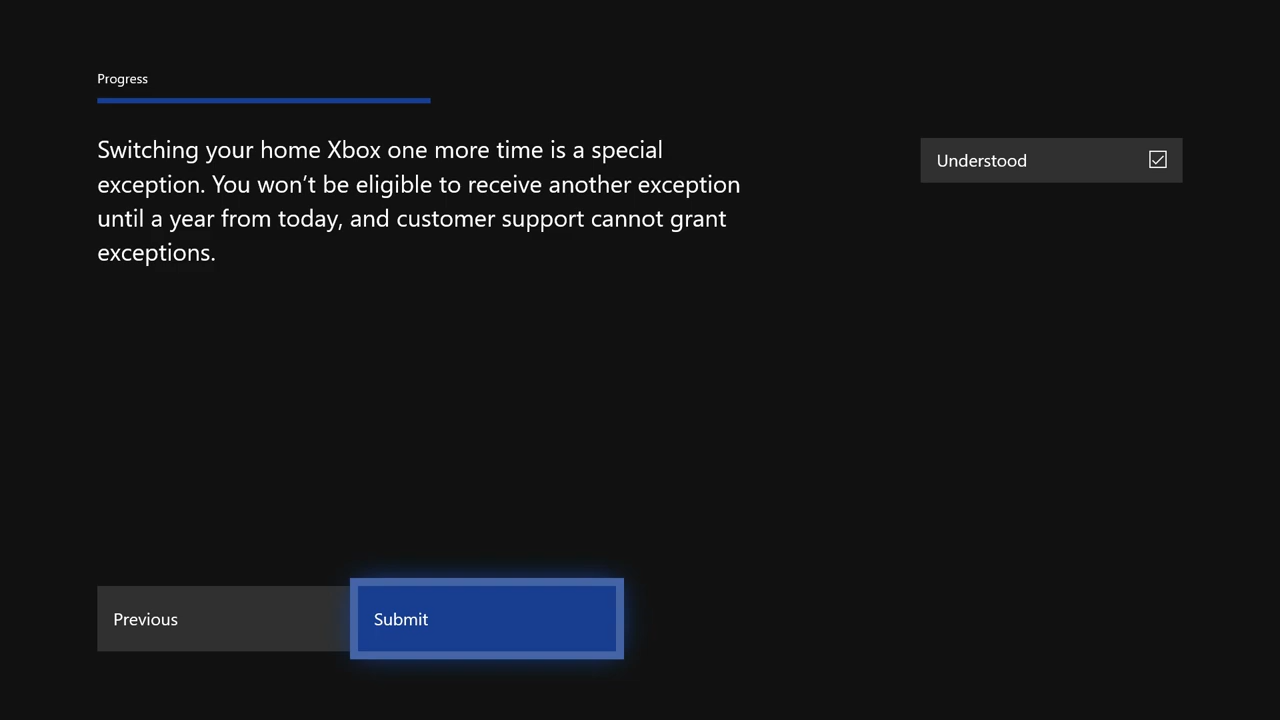 Progress
Switching your home Xbox one more time is a special
exception. You won’t be eligible to receive another exception
until a year from today, and customer support cannot grant
exceptions.
Understood
Previous
Submit